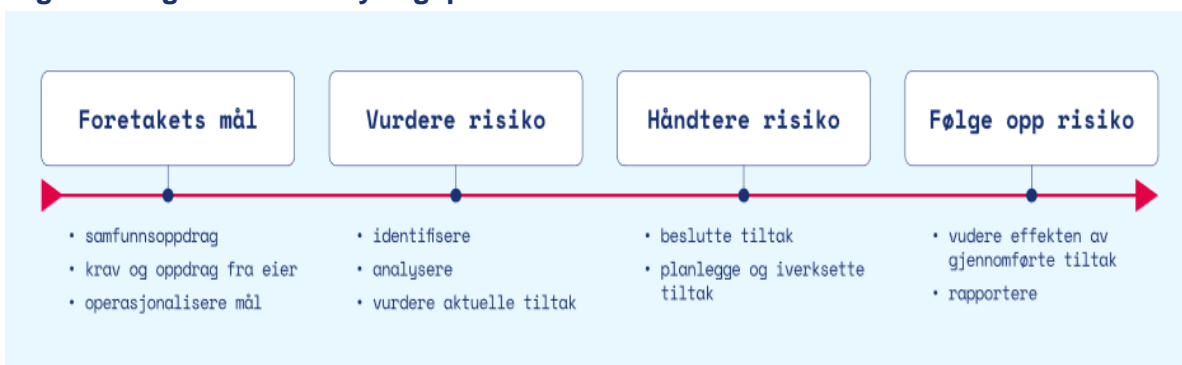 Foretakets mål
Vurdere risiko
Håndtere risiko
Følge opp risiko
• samfunnsoppdrag
• krav og oppdrag fra eier
• operasjonalisere mål
• identifisere
• analysere
• vurdere aktuelle tiltak
• beslutte tiltak
• planlegge og iverksette
tiltak
• vudere effekten av
gjennomførte tiltak
• rapportere